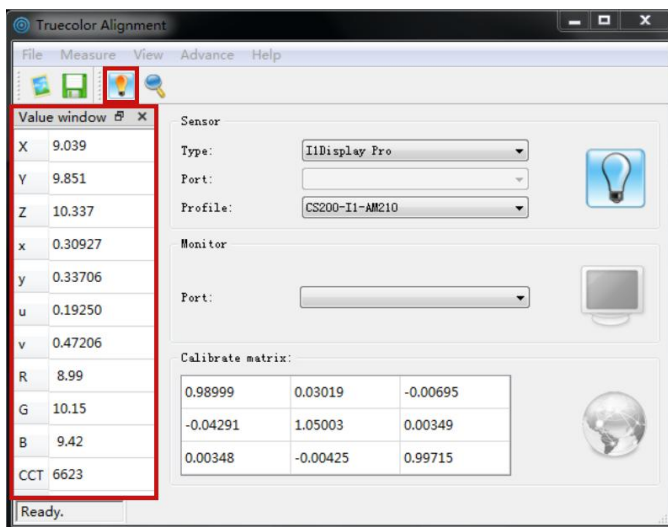 Truecolor Alignment
File Measure View Advance Help
Value window
X 9.039
Y 9.851
Z 10.337
x 0.30927
y 0.33706
u 0.19250
v 0.47206
R 8.99
G 10.15
B 9.42
CCT 6623
Sensor
Type: I1Display Pro
Port:
Profile: CS200-I1-AM210
Monitor
Port:
Calibrate matrix:
0.98999 0.03019 -0.00695
-0.04291 1.05003 0.00349
0.00348 -0.00425 0.99715
Ready.